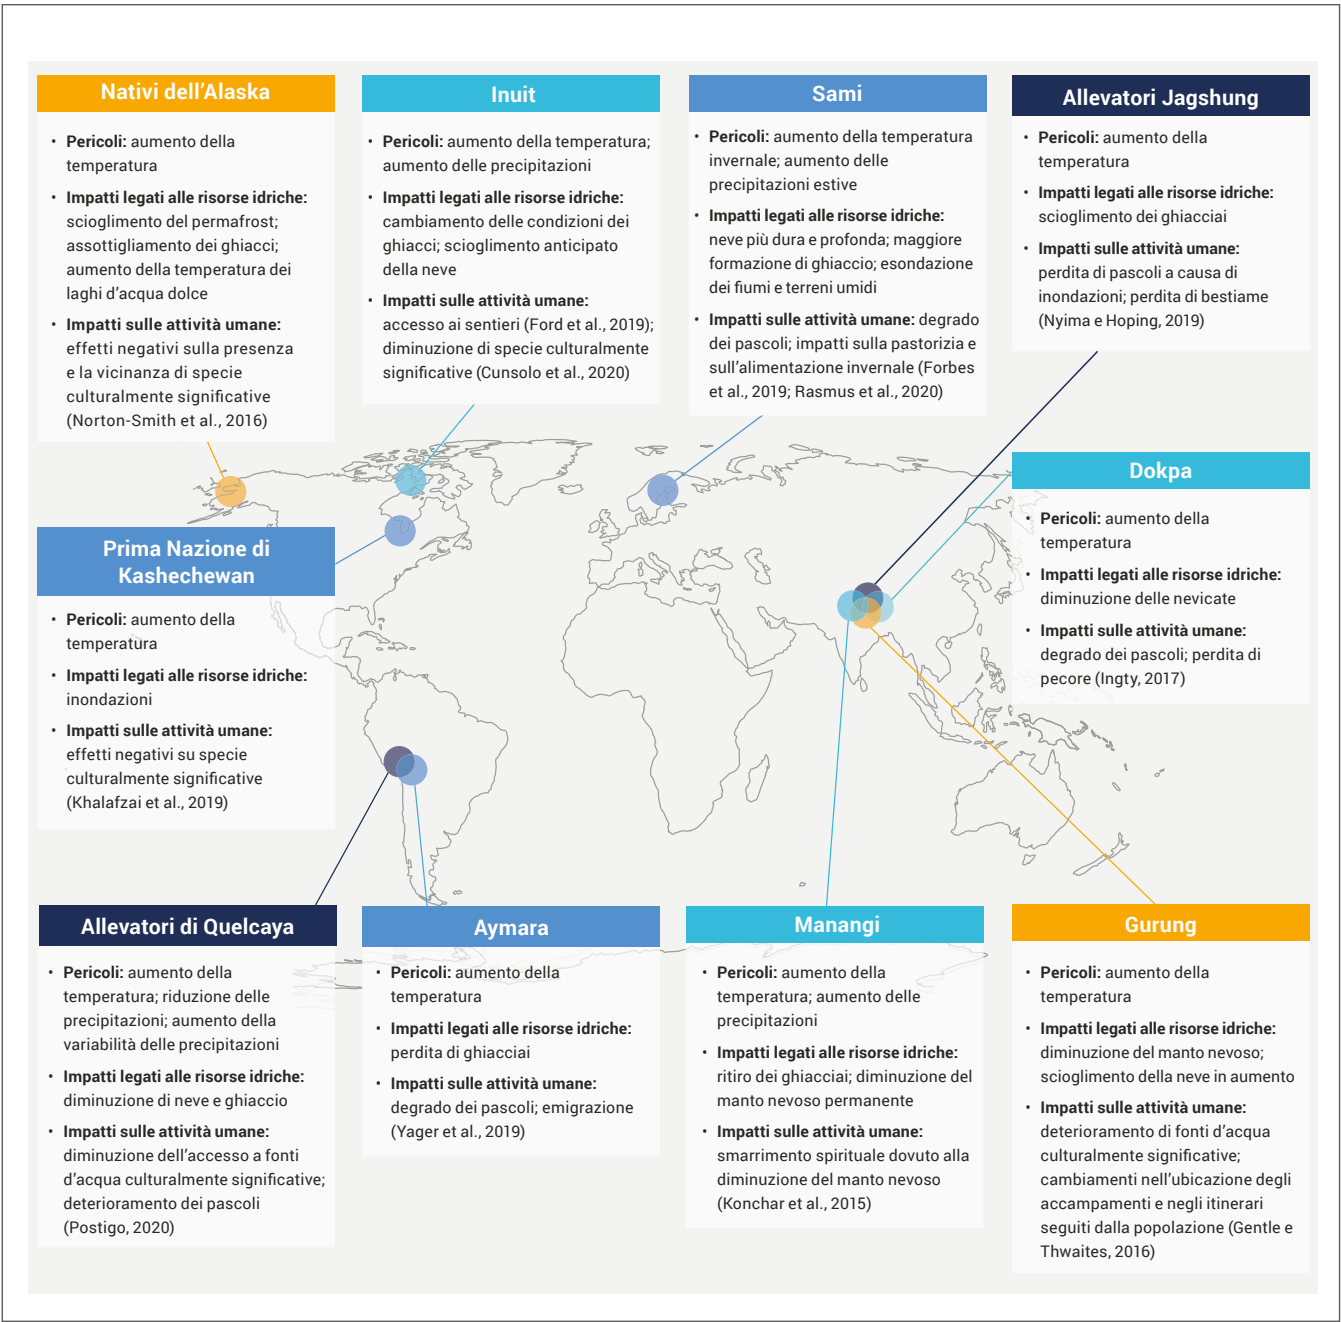 Nativi dell'Alaska
• Pericoli: aumento della
temperatura
• Impatti legati alle risorse idriche:
scioglimento del permafrost;
assottigliamento dei ghiacci;
aumento della temperatura dei
laghi d'acqua dolce
• Impatti sulle attività umane:
effetti negativi sulla presenza
e la vicinanza di specie
culturalmente significative
(Norton-Smith et al., 2016)
Inuit
• Pericoli: aumento della temperatura;
aumento delle precipitazioni
• Impatti legati alle risorse idriche:
cambiamento delle condizioni dei
ghiacci; scioglimento anticipato
della neve
• Impatti sulle attività umane:
accesso ai sentieri (Ford et al., 2019);
diminuzione di specie culturalmente
significative (Cunsolo et al., 2020)
Sami
• Pericoli: aumento della temperatura
invernale; aumento delle
precipitazioni estive
• Impatti legati alle risorse idriche:
neve più dura e profonda; maggiore
formazione di ghiaccio; esondazione
dei fiumi e terreni umidi
• Impatti sulle attività umane: degrado
dei pascoli; impatti sulla pastorizia e
sull'alimentazione invernale (Forbes
et al., 2019; Rasmus et al., 2020)
Allevatori Jagshung
• Pericoli: aumento della
temperatura
• Impatti legati alle risorse idriche:
scioglimento dei ghiacciai
• Impatti sulle attività umane:
perdita di pascoli a causa di
inondazioni; perdita di bestiame
(Nyima e Hoping, 2019)
Dokpa
• Pericoli: aumento della
temperatura
• Impatti legati alle risorse idriche:
diminuzione delle nevicate
• Impatti sulle attività umane:
degrado dei pascoli; perdita di
pecore (Ingty, 2017)
Prima Nazione di
Kashechewan
• Pericoli: aumento della
temperatura
• Impatti legati alle risorse idriche:
inondazioni
• Impatti sulle attività umane:
effetti negativi su specie
culturalmente significative
(Khalafzai et al., 2019)
Allevatori di Quelcaya
• Pericoli: aumento della
temperatura; riduzione delle
precipitazioni; aumento della
variabilità delle precipitazioni
• Impatti legati alle risorse idriche:
diminuzione di neve e ghiaccio
• Impatti sulle attività umane:
diminuzione dell'accesso a fonti
d'acqua culturalmente significative;
deterioramento dei pascoli
(Postigo, 2020)
Aymara
• Pericoli: aumento della
temperatura
• Impatti legati alle risorse idriche:
perdita di ghiacciai
• Impatti sulle attività umane:
degrado dei pascoli; emigrazione
(Yager et al., 2019)
Manangi
• Pericoli: aumento della
temperatura; aumento delle
precipitazioni
• Impatti legati alle risorse idriche:
ritiro dei ghiacciai; diminuzione del
manto nevoso permanente
• Impatti sulle attività umane:
smarrimento spirituale dovuto alla
diminuzione del manto nevoso
(Konchar et al., 2015)
Gurung
• Pericoli: aumento della
temperatura
• Impatti legati alle risorse idriche:
diminuzione del manto nevoso;
scioglimento della neve in aumento
• Impatti sulle attività umane:
deterioramento di fonti d'acqua
culturalmente significative;
cambiamenti nell'ubicazione degli
accampamenti e negli itinerari
seguiti dalla popolazione (Gentle e
Thwaites, 2016)